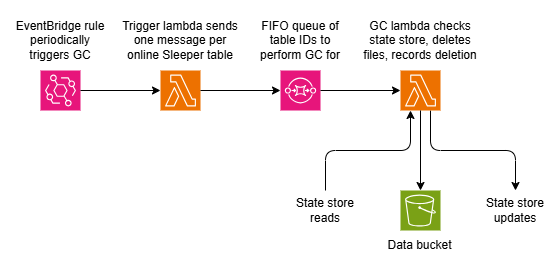 EventBridge rule
periodically
triggers GC
Trigger lambda sends
one message per
online Sleeper table
FIFO queue of
table IDs to
perform GC for
GC lambda checks
state store, deletes
files, records deletion
State store
reads
Data bucket
State store
updates